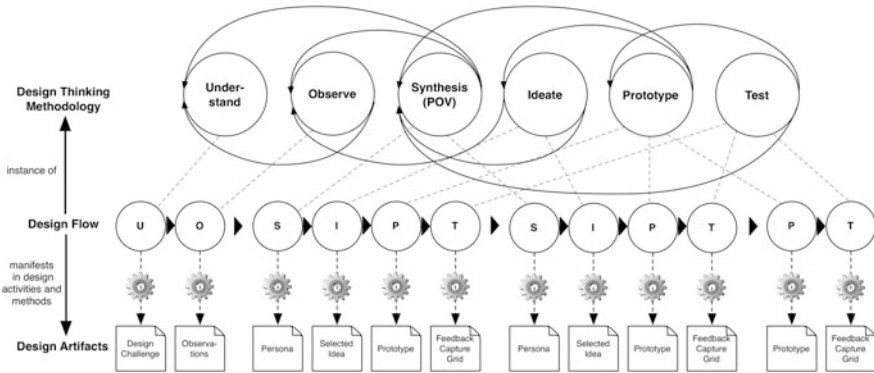 Design Thinking
Methodology
Under-
stand
Observe
Synthesis
(POV)
Ideate
Prototype
Test
instance of
Design Flow
U
O
S
I
P
T
S
I
P
T
P
T
manifests
in design
activities and
methods
Design Artifacts
Design
Challenge
Observa-
tions
Persona
Selected
Idea
Prototype
Feedback
Capture
Grid
Persona
Selected
Idea
Prototype
Feedback
Capture
Grid
Prototype
Feedback
Capture
Grid